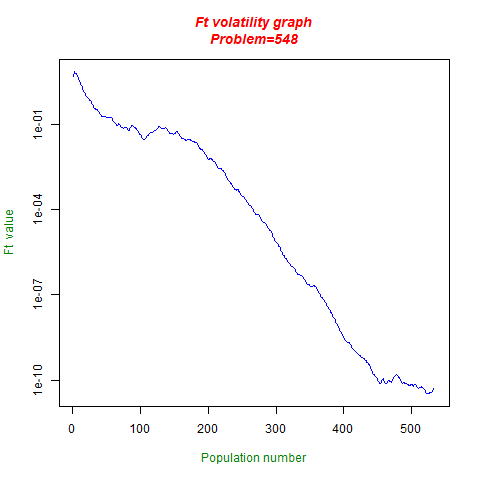 Ft volatility graph
Problem=548
1e-01
1e-04
1e-07
1e-10
Ft value
0 100 200 300 400 500
Population number